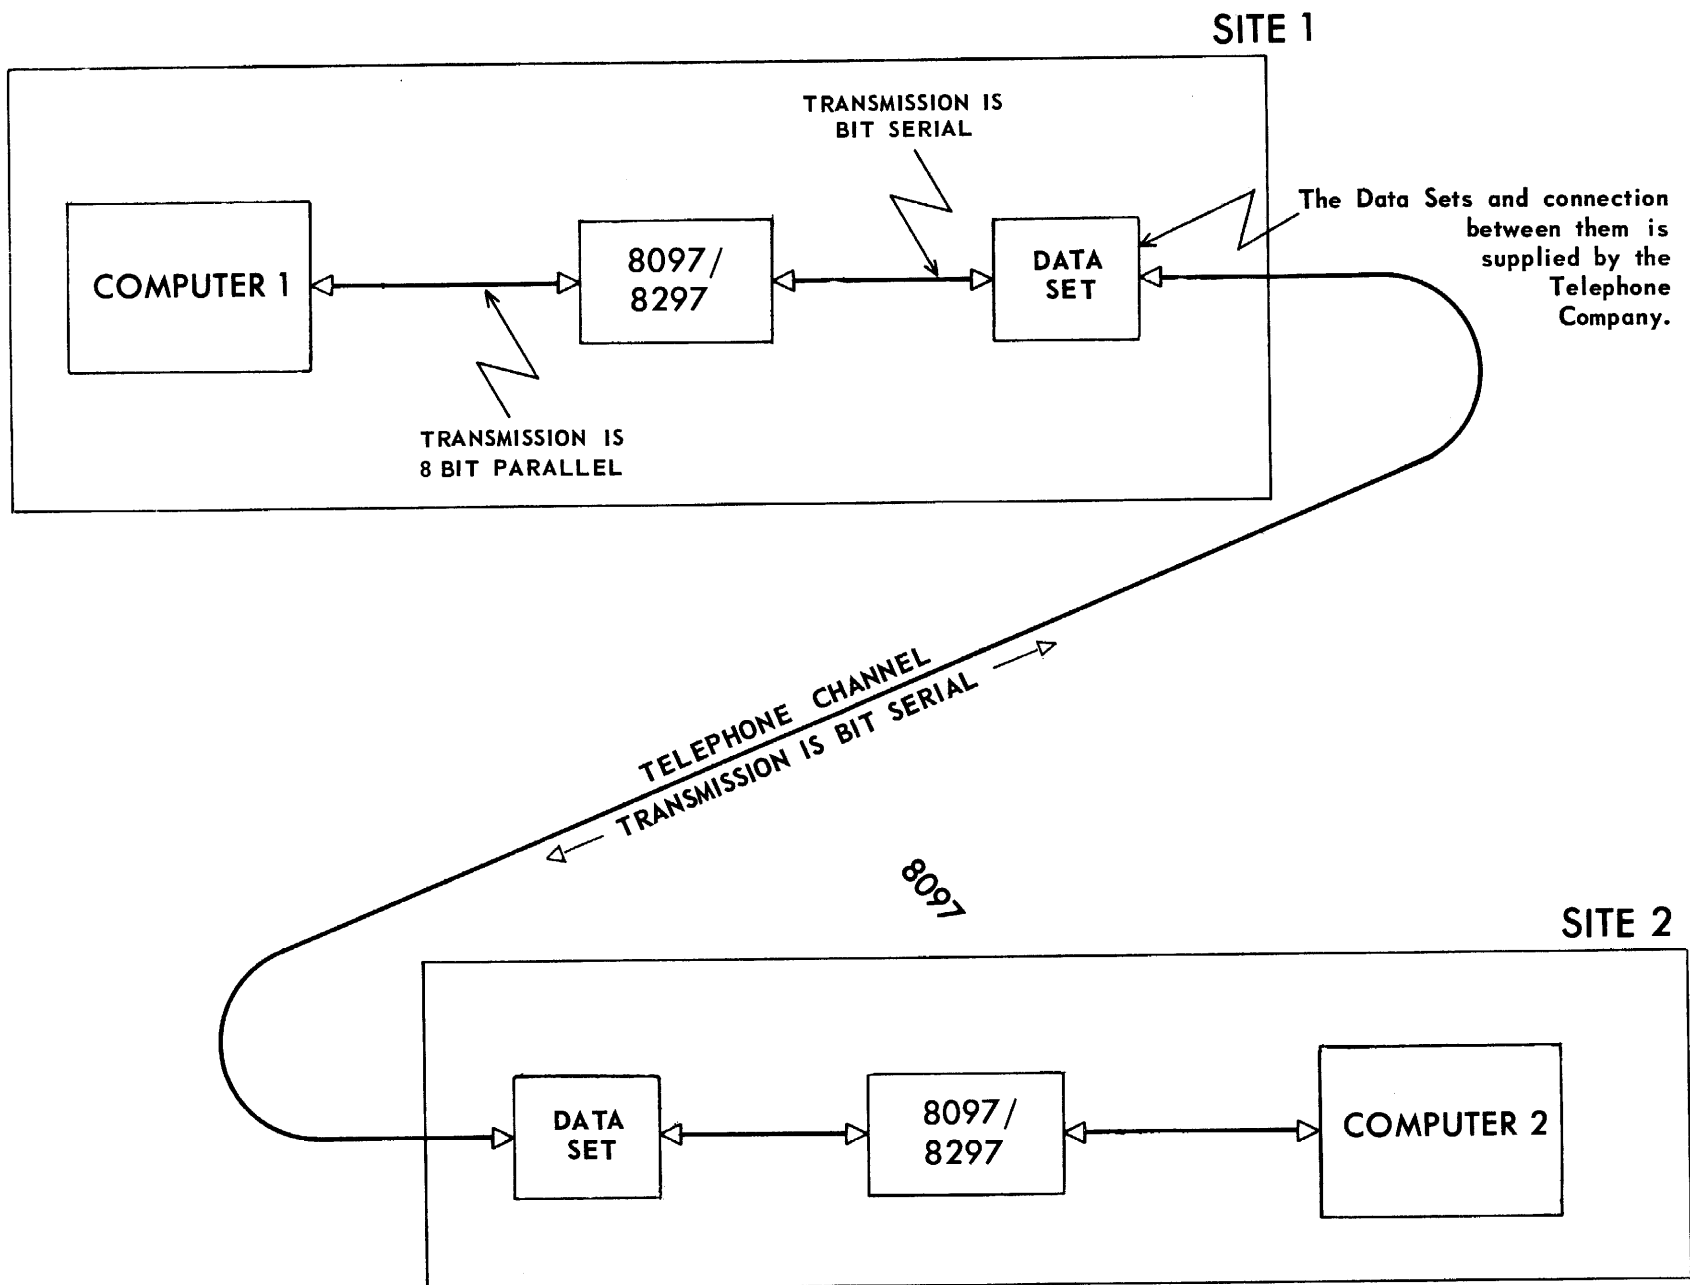 SITE 1
TRANSMISSION IS
BIT SERIAL
The Data Sets and connection
between them is
supplied by the
Telephone
Company.
COMPUTER 1
8097/
8297
DATA
SET
TRANSMISSION IS
8 BIT PARALLEL
TELEPHONE CHANNEL
TRANSMISSION IS BIT SERIAL
8097
SITE 2
DATA
SET
8097/
8297
COMPUTER 2